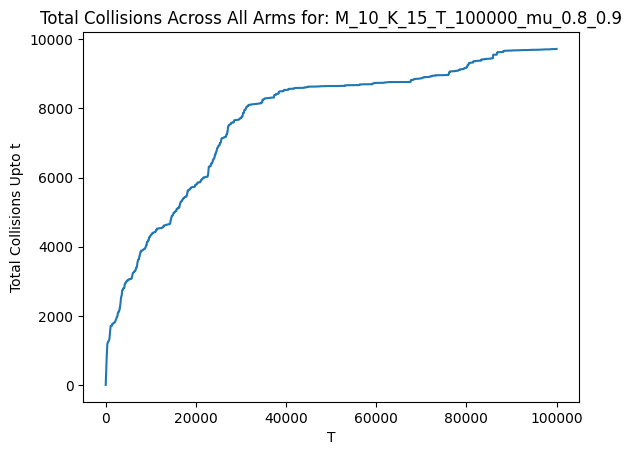 Total Collisions Across All Arms for: M_10_K_15_T_100000_mu_0.8_0.9
Total Collisions Upto t
10000
8000
6000
4000
2000
0
0 20000 40000 60000 80000 100000
T